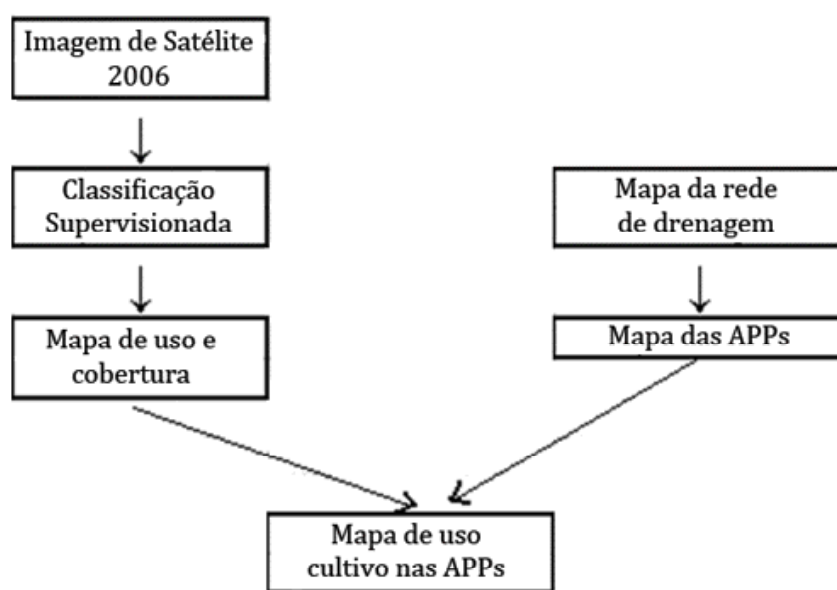 Imagem de Satélite
2006
Classificação
Supervisionada
Mapa de uso e
cobertura
Mapa da rede
de drenagem
Mapa das APPs
Mapa de uso
cultivo nas APPs